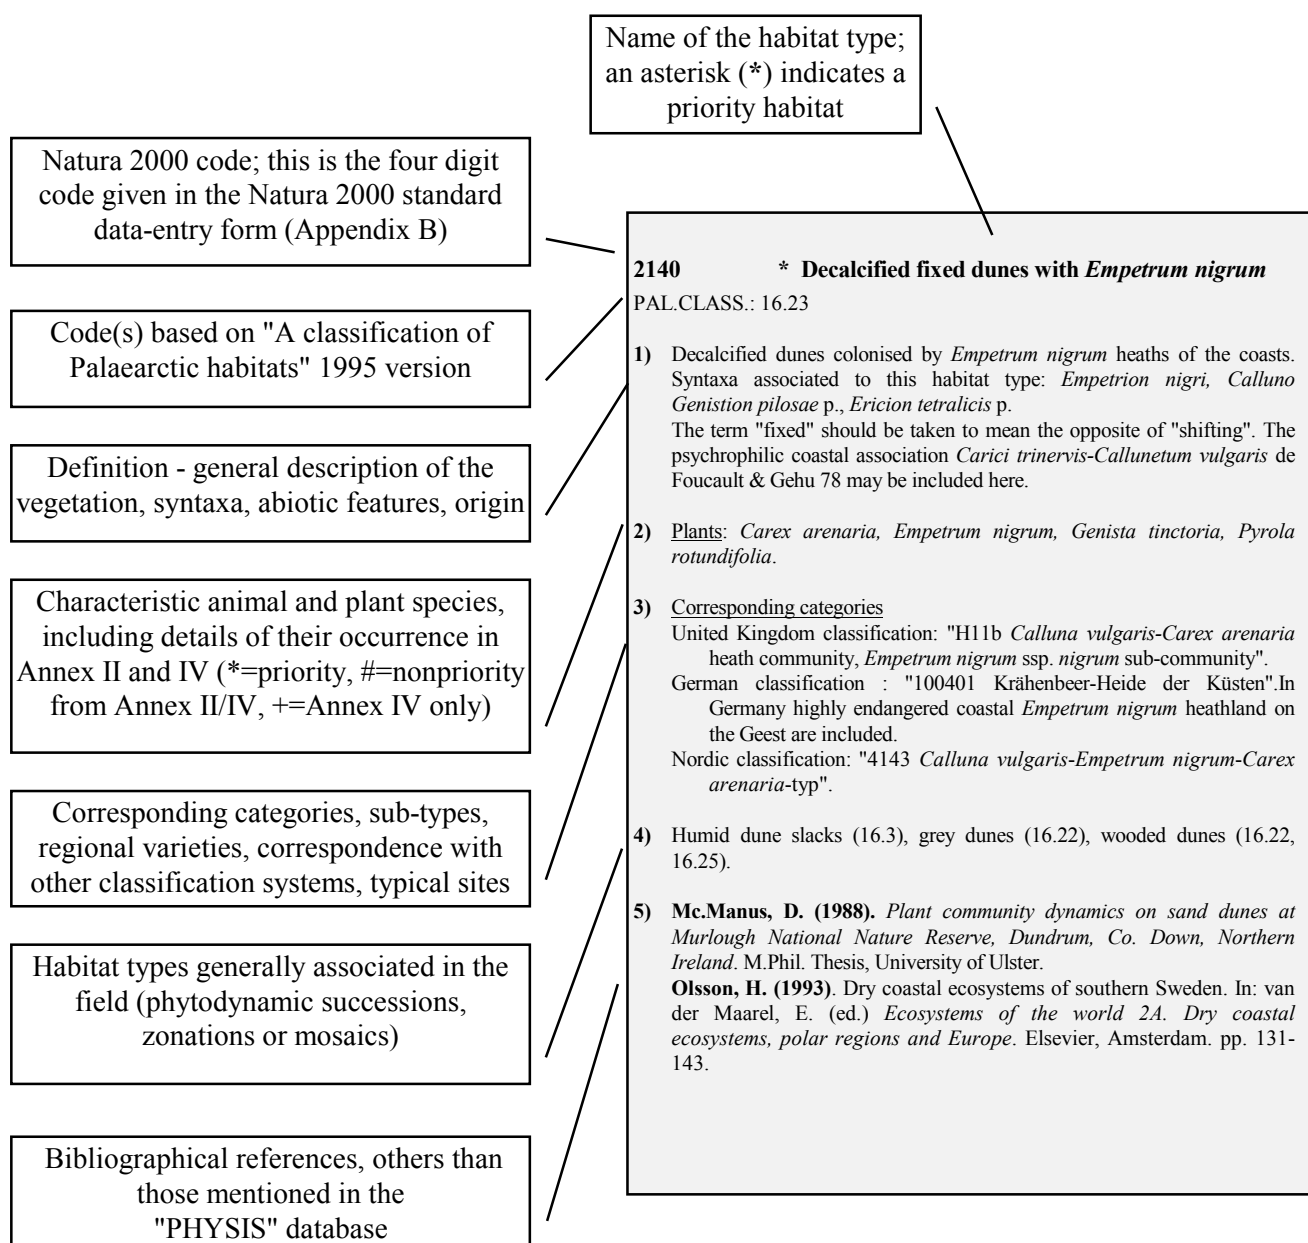 Name of the habitat type;
an asterisk (*) indicates a
priority habitat
Natura 2000 code; this is the four digit
code given in the Natura 2000 standard
data-entry form (Appendix B)
Code(s) based on "A classification of
Palaearctic habitats" 1995 version
Definition - general description of the
vegetation, syntaxa, abiotic features, origin
Characteristic animal and plant species,
including details of their occurrence in
Annex II and IV (*=priority, #=nonpriority
from Annex II/IV, +=Annex IV only)
Corresponding categories, sub-types,
regional varieties, correspondence with
other classification systems, typical sites
Habitat types generally associated in the
field (phytodynamic successions,
zonations or mosaics)
Bibliographical references, others than
those mentioned in the
"PHYSIS" database
2140 * Decalcified fixed dunes with Empetrum nigrum
PAL.CLASS.: 16.23
1) Decalcified dunes colonised by Empetrum nigrum heaths of the coasts.
Syntaxa associated to this habitat type: Empetrion nigri, Calluno
Genistion pilosae p., Ericion tetralicis p.
The term "fixed" should be taken to mean the opposite of "shifting". The
psychrophilic coastal association Carici trinervis-Callunetum vulgaris de
Foucault & Gehu 78 may be included here.
2) Plants: Carex arenaria, Empetrum nigrum, Genista tinctoria, Pyrola
rotundifolia.
3) Corresponding categories
United Kingdom classification: "H11b Calluna vulgaris-Carex arenaria
heath community, Empetrum nigrum ssp. nigrum sub-community".
German classification : "100401 Krähenbeer-Heide der Küsten".In
Germany highly endangered coastal Empetrum nigrum heathland on
the Geest are included.
Nordic classification: "4143 Calluna vulgaris-Empetrum nigrum-Carex
arenaria-typ".
4) Humid dune slacks (16.3), grey dunes (16.22), wooded dunes (16.22,
16.25).
5) Mc.Manus, D. (1988). Plant community dynamics on sand dunes at
Murlough National Nature Reserve, Dundrum, Co. Down, Northern
Ireland. M.Phil. Thesis, University of Ulster.
Olsson, H. (1993). Dry coastal ecosystems of southern Sweden. In: van
der Maarel, E. (ed.) Ecosystems of the world 2A. Dry coastal
ecosystems, polar regions and Europe. Elsevier, Amsterdam. pp. 131-
143.